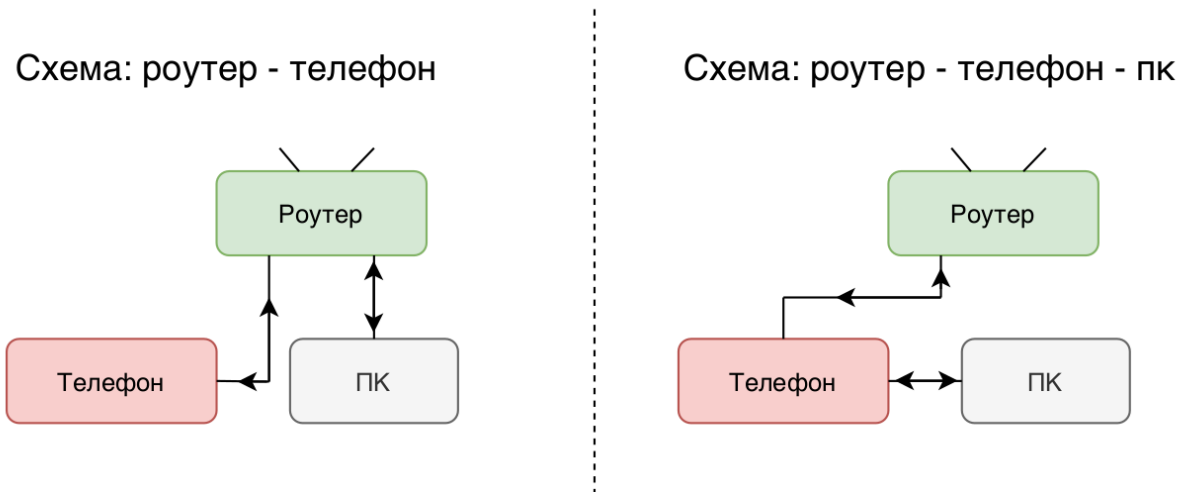 Схема: роутер - телефон
Схема: роутер - телефон - пк
Роутер
Телефон
ПК
Роутер
Телефон
ПК